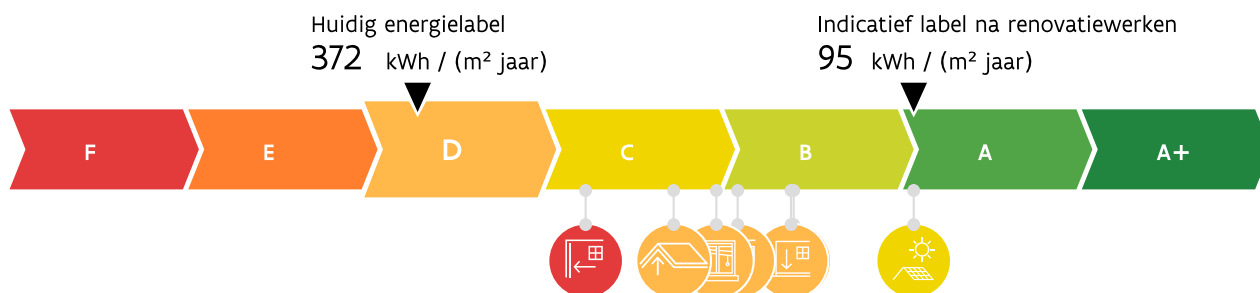 Huidig energielabel
372 kWh / (m² jaar)
Indicatief label na renovatiewerken
95 kWh / (m² jaar)
F E D C B A A+